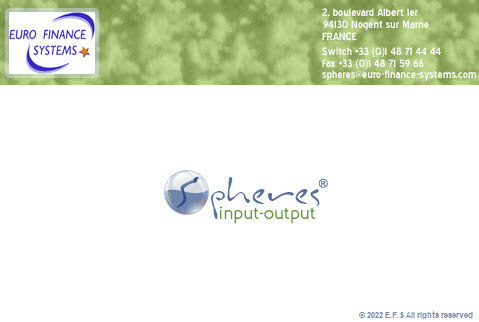 EURO FINANCE
SYSTEMS
2, boulevard Albert 1er
94130 Nogent sur Marne
FRANCE
Switch +33 (0)1 48 71 44 44
Fax +33 (0)1 48 71 59 66
spheres@euro-finance-systems.com
Spheres®
input-output
© 2022 E.F.S All rights reserved